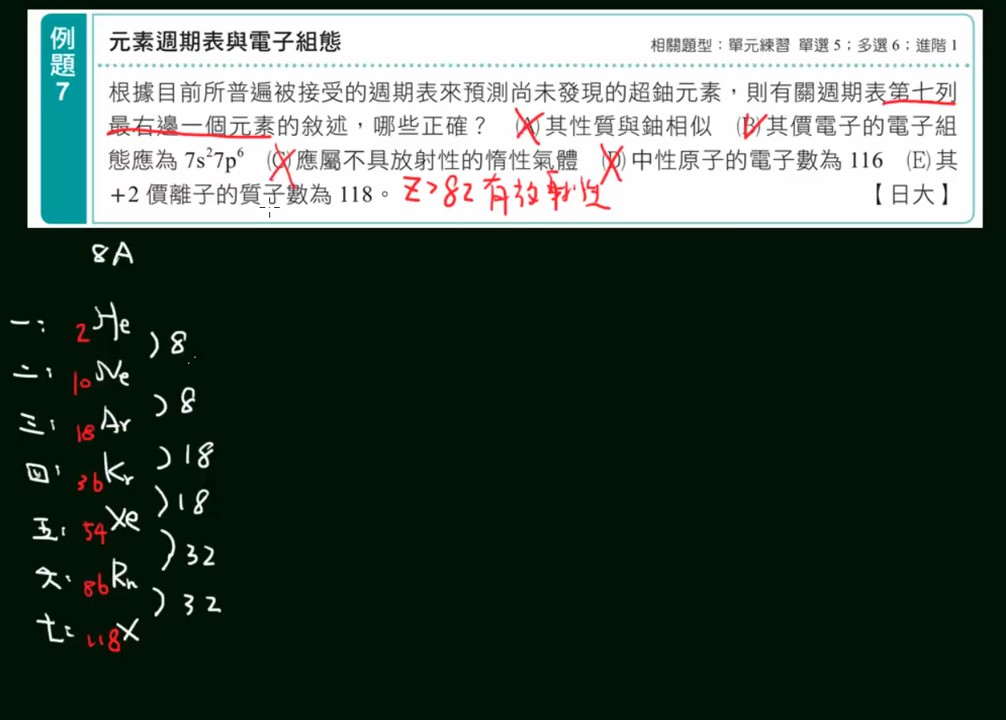 例題7
元素週期表與電子組態
相關題型：單元練習 單選5；多選6；進階1
根據目前所普遍被接受的週期表來預測尚未發現的超鈾元素，則有關週期表第七列
最右邊一個元素的敘述，哪些正確？ (A)其性質與鈾相似 (B)其價電子的電子組
態應為 7s²7p⁶ (C)應屬不具放射性的惰性氣體 (D)中性原子的電子數為 116 (E)其
+2 價離子的質子數為 118。 Z>82有放射性 【日大】
8A
一: 2He
)8
二: 10Ne
)8
三: 18Ar
)18
四: 36Kr
)18
五: 54Xe
)32
六: 86Rn
)32
七: 118X